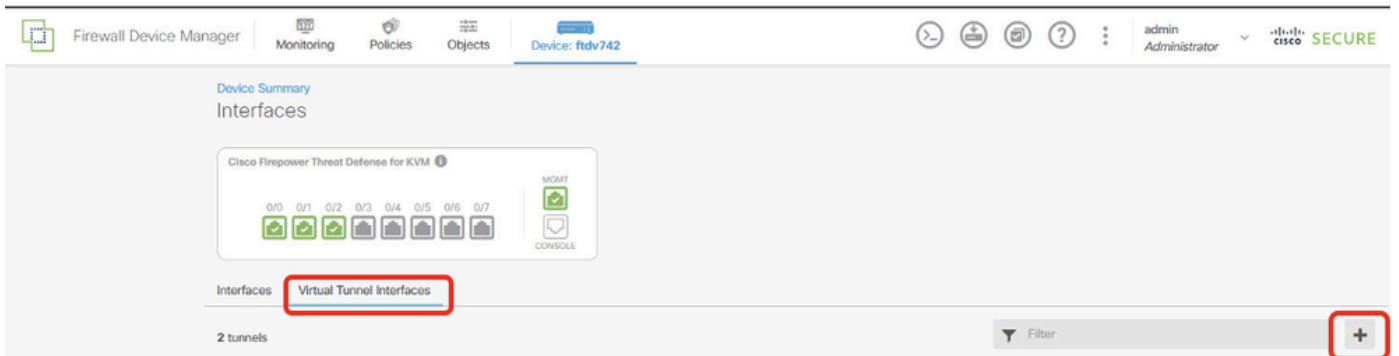 Firewall Device Manager
Monitoring
Policies
Objects
Device: ftdv742
admin
Administrator
cisco SECURE
Device Summary
Interfaces
Cisco Firepower Threat Defense for KVM
0/0 0/1 0/2 0/3 0/4 0/5 0/6 0/7
MGMT
CONSOLE
Interfaces Virtual Tunnel Interfaces
2 tunnels
Filter
+